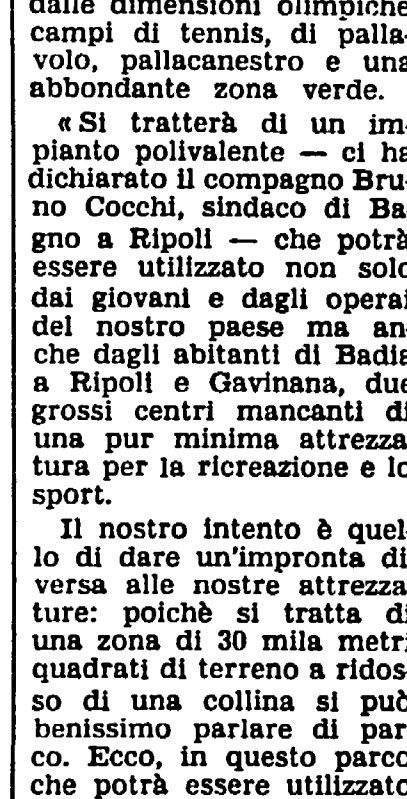 dalle dimensioni olimpiche
campi di tennis, di palla-
volo, pallacanestro e una
abbondante zona verde.
«Si tratterà di un im-
pianto polivalente — ci ha
dichiarato il compagno Bru-
no Cocchi, sindaco di Ba-
gno a Ripoli — che potrà
essere utilizzato non solo
dai giovani e dagli operai
del nostro paese ma an-
che dagli abitanti di Badia
a Ripoli e Gavinana, due
grossi centri mancanti di
una pur minima attrezza-
tura per la ricreazione e lo
sport.
Il nostro intento è quel-
lo di dare un'impronta di-
versa alle nostre attrezza-
ture: poichè si tratta di
una zona di 30 mila metri
quadrati di terreno a ridos-
so di una collina si può
benissimo parlare di par-
co. Ecco, in questo parco
che potrà essere utilizzato